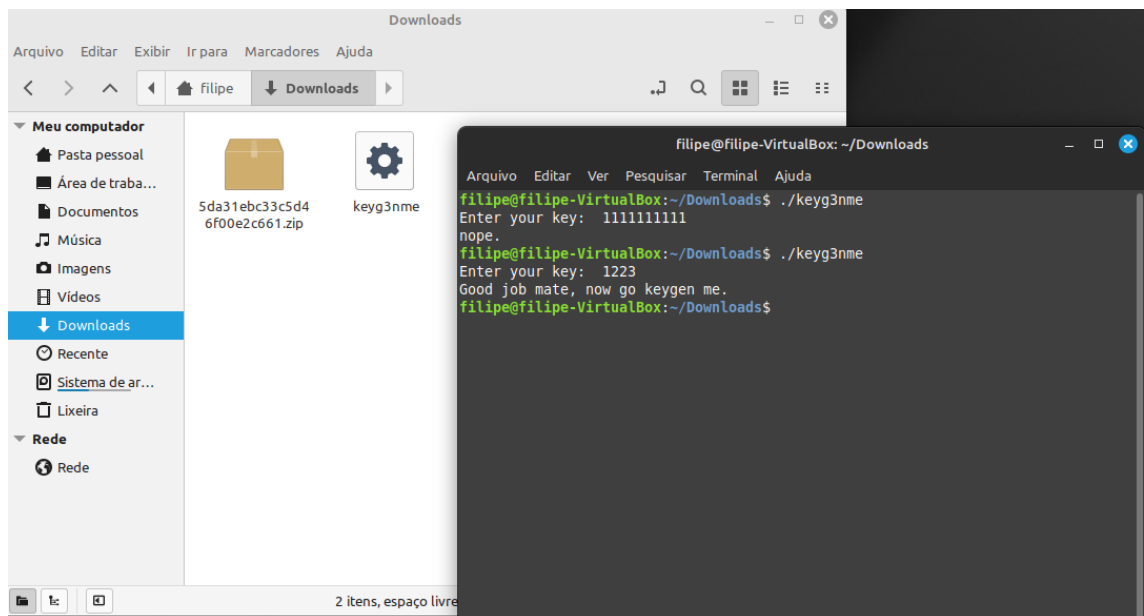 Downloads
Arquivo Editar Exibir Ir para Marcadores Ajuda
filipe Downloads
Meu computador
Pasta pessoal
Área de traba...
Documentos
Música
Imagens
Vídeos
Downloads
Recente
Sistema de ar...
Lixeira
Rede
Rede
5da31ebc33c5d4
6f00e2c661.zip
keyg3nme
2 itens, espaço livre
filipe@filipe-VirtualBox: ~/Downloads
Arquivo Editar Ver Pesquisar Terminal Ajuda
filipe@filipe-VirtualBox:~/Downloads$ ./keyg3nme
Enter your key:  1111111111
nope.
filipe@filipe-VirtualBox:~/Downloads$ ./keyg3nme
Enter your key:  1223
Good job mate, now go keygen me.
filipe@filipe-VirtualBox:~/Downloads$